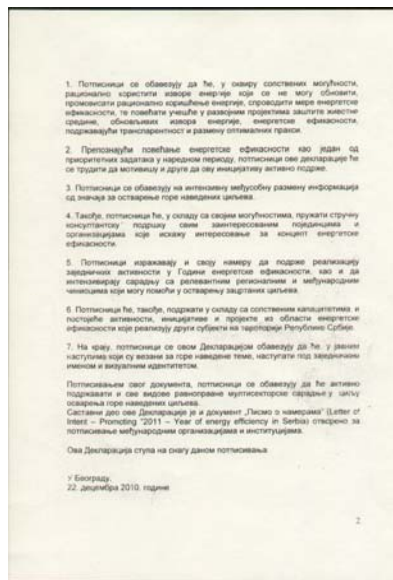 1. Потписници се обавезују да ће, у оквиру сопствених могућности,
рационално користити изворе енергије који се не могу обновити,
промовисати рационално коришћење енергије, спроводити мере енергетске
ефикасности, те повећати учешће у развојним пројектима заштите животне
средине, обновљивих извора енергије, енергетске ефикасности,
подржавајући транспарентност и размену оптималних пракси.
2. Препознајући повећање енергетске ефикасности као један од
приоритетних задатака у наредном периоду, потписници ове декларације ће
се трудити да мотивишу и друге да ову иницијативу активно подрже.
3. Потписници се обавезују на интензивну међусобну размену информација
од значаја за остварење горе наведених циљева.
4. Такође, потписници ће, у складу са својим могућностима, пружати стручну
консултантску подршку свим заинтересованим појединцима и
организацијама које искажу интересовање за концепт енергетске
ефикасности.
5. Потписници изражавају и своју намеру да подрже реализацију
заједничких активности у Години енергетске ефикасности, као и да
интензивирају сарадњу са релевантним регионалним и међународним
чиниоцима који могу помоћи у остварењу зацртаних циљева.
6. Потписници ће, такође, подржати у складу са сопственим капацитетима и
постојеће активности, иницијативе и пројекте из области енергетске
ефикасности које реализују други субјекти на територији Републике Србије.
7. На крају, потписници се овом Декларацијом обавезују да ће у јавним
наступима који су везани за горе наведене теме, наступати под заједничким
именом и визуалним идентитетом.
Потписивањем овог документа, потписници се обавезују да ће активно
подржавати и све видове равноправне мултисекторске сарадње у циљу
остварења горе наведених циљева.
Саставни део ове Декларације је и документ „Писмо о намерама" (Letter of
Intent – Promoting "2011 – Year of energy efficiency in Serbia) отворено за
потписивање међународним организацијама и институцијама.
Ова Декларација ступа на снагу даном потписивања
У Београду,
22. децембра 2010. године
2